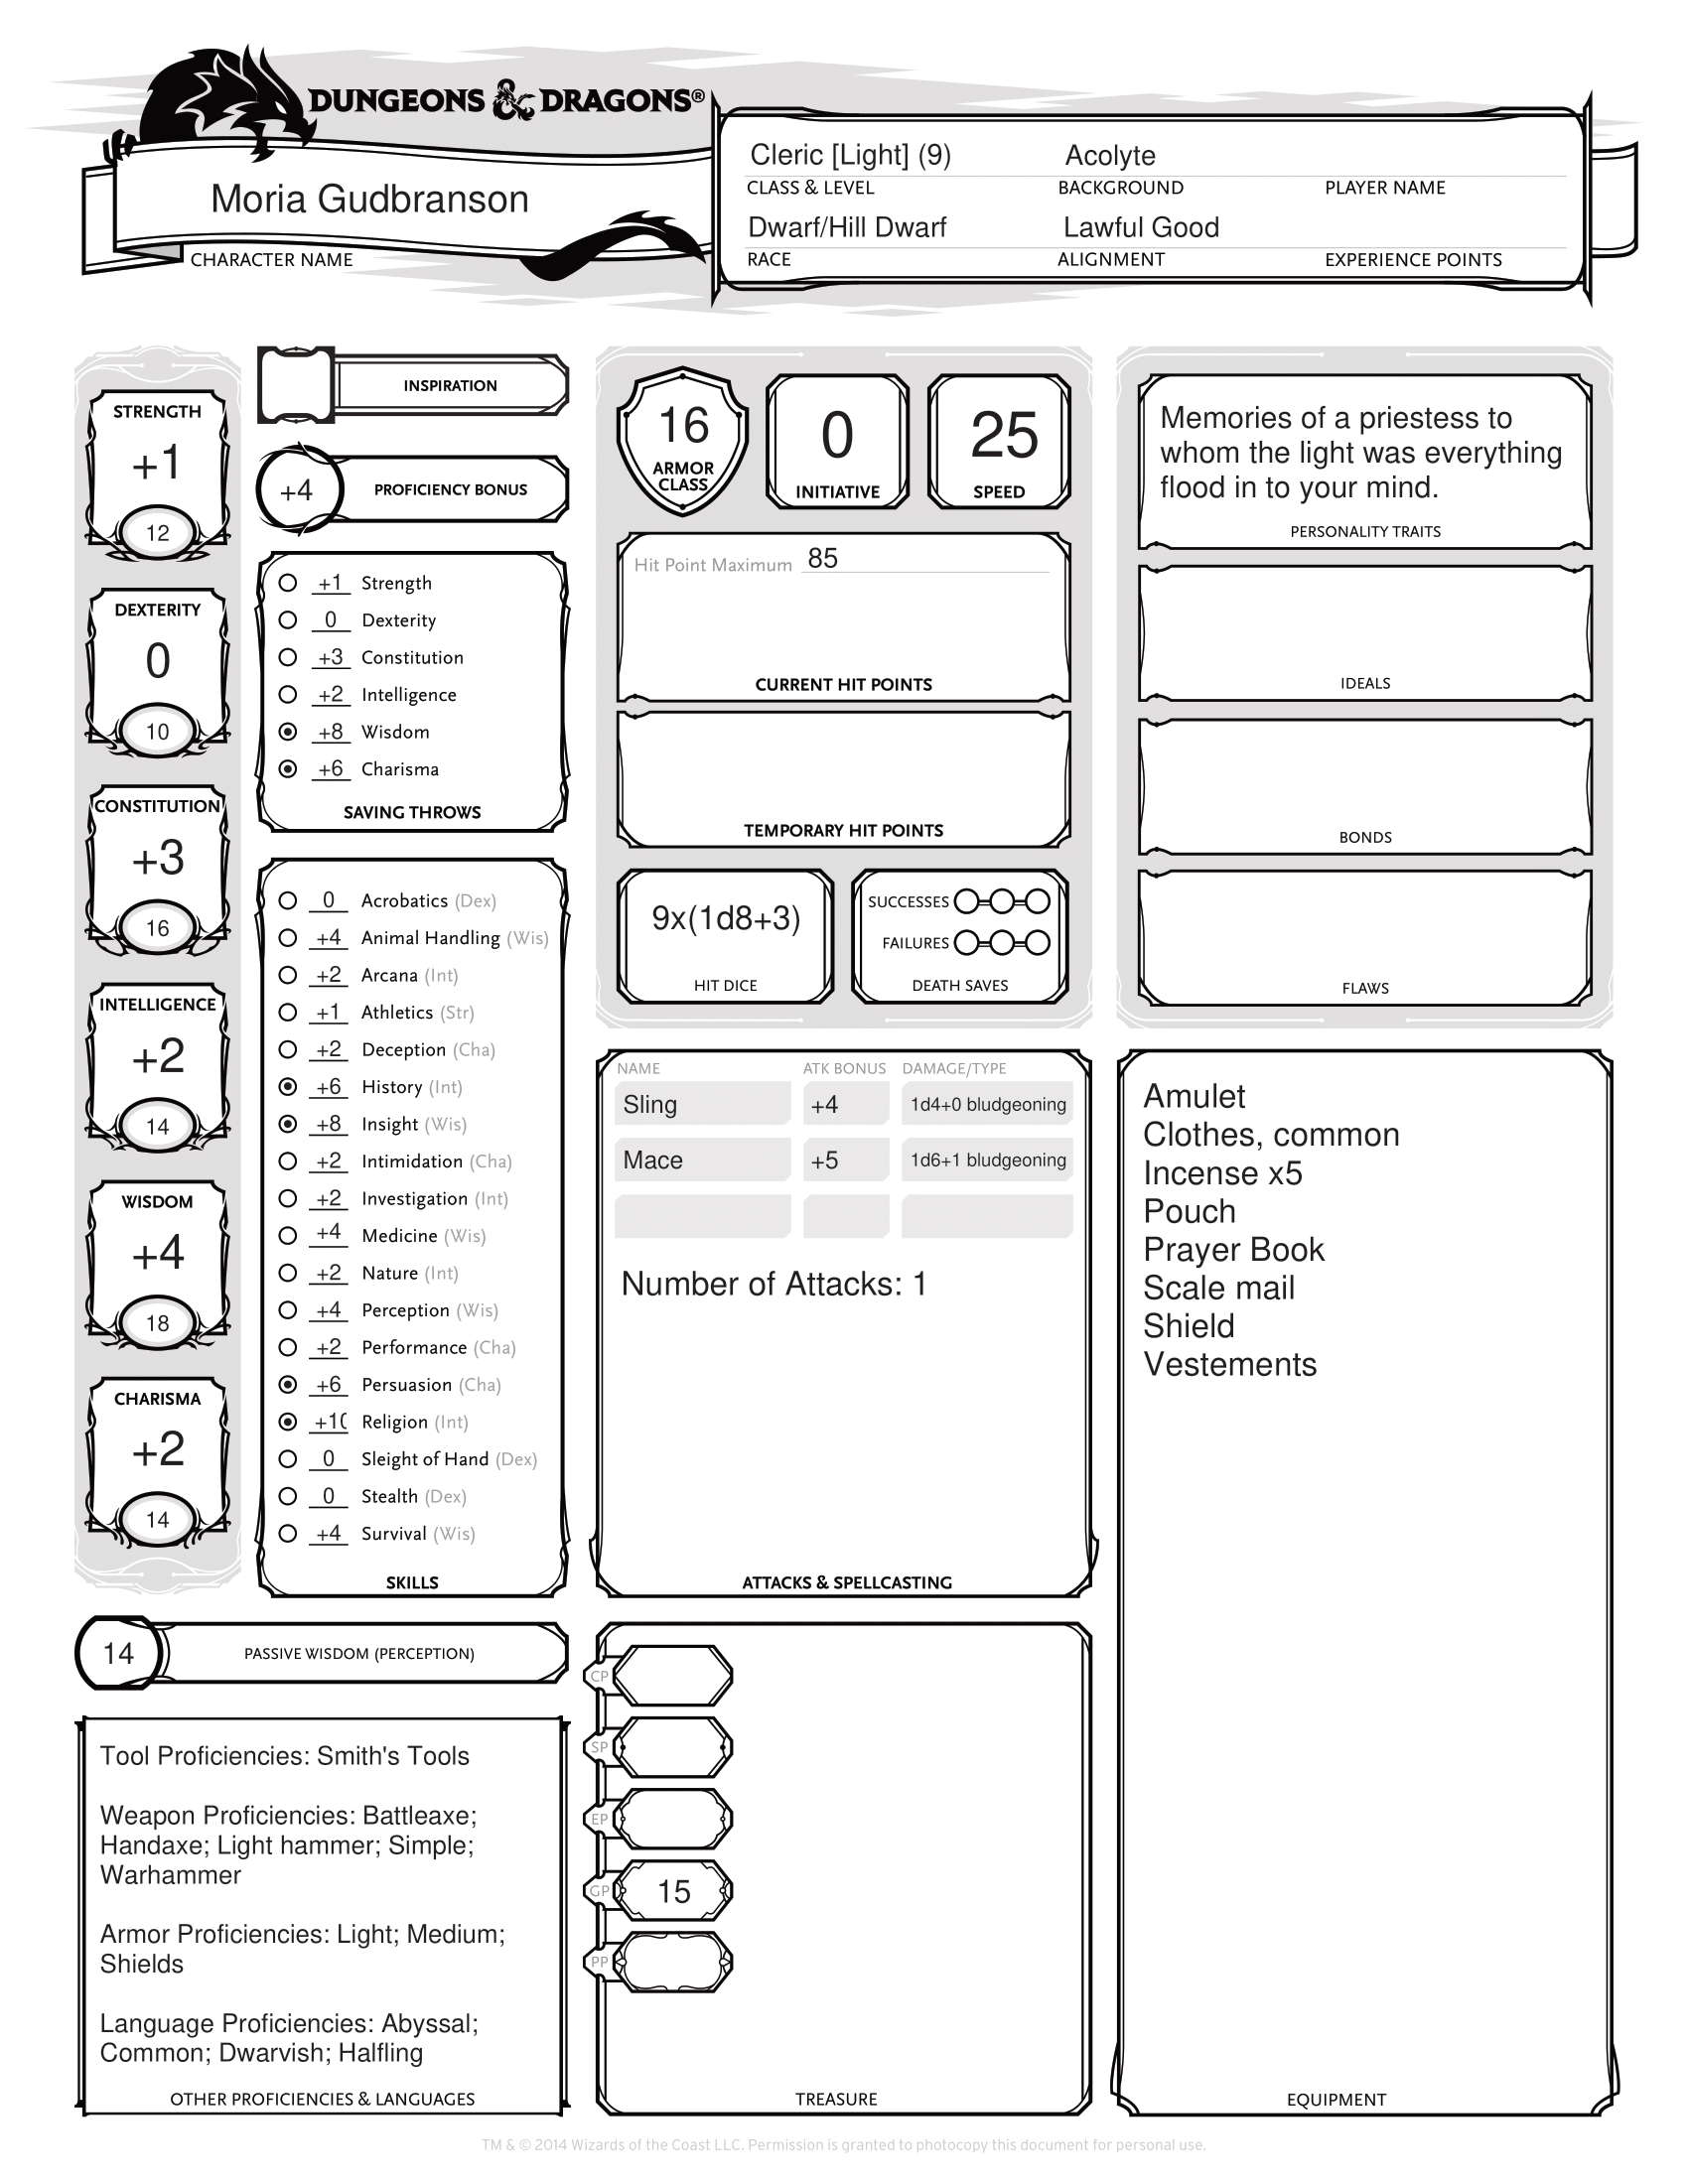 DUNGEONS & DRAGONS®
Moria Gudbranson
CHARACTER NAME
Cleric [Light] (9) Acolyte
CLASS & LEVEL BACKGROUND PLAYER NAME
Dwarf/Hill Dwarf Lawful Good
RACE ALIGNMENT EXPERIENCE POINTS
STRENGTH
+1
12
DEXTERITY
0
10
CONSTITUTION
+3
16
INTELLIGENCE
+2
14
WISDOM
+4
18
CHARISMA
+2
14
INSPIRATION
+4 PROFICIENCY BONUS
+1 Strength
0 Dexterity
+3 Constitution
+2 Intelligence
+8 Wisdom
+6 Charisma
SAVING THROWS
0 Acrobatics (Dex)
+4 Animal Handling (Wis)
+2 Arcana (Int)
+1 Athletics (Str)
+2 Deception (Cha)
+6 History (Int)
+8 Insight (Wis)
+2 Intimidation (Cha)
+2 Investigation (Int)
+4 Medicine (Wis)
+2 Nature (Int)
+4 Perception (Wis)
+2 Performance (Cha)
+6 Persuasion (Cha)
+10 Religion (Int)
0 Sleight of Hand (Dex)
0 Stealth (Dex)
+4 Survival (Wis)
SKILLS
14 PASSIVE WISDOM (PERCEPTION)
Tool Proficiencies: Smith's Tools
Weapon Proficiencies: Battleaxe;
Handaxe; Light hammer; Simple;
Warhammer
Armor Proficiencies: Light; Medium;
Shields
Language Proficiencies: Abyssal;
Common; Dwarvish; Halfling
OTHER PROFICIENCIES & LANGUAGES
16
ARMOR
CLASS
0
INITIATIVE
25
SPEED
Hit Point Maximum 85
CURRENT HIT POINTS
TEMPORARY HIT POINTS
9x(1d8+3)
HIT DICE
SUCCESSES
FAILURES
DEATH SAVES
NAME ATK BONUS DAMAGE/TYPE
Sling +4 1d4+0 bludgeoning
Mace +5 1d6+1 bludgeoning
Number of Attacks: 1
ATTACKS & SPELLCASTING
CP
SP
EP
GP 15
PP
TREASURE
Memories of a priestess to
whom the light was everything
flood in to your mind.
PERSONALITY TRAITS
IDEALS
BONDS
FLAWS
Amulet
Clothes, common
Incense x5
Pouch
Prayer Book
Scale mail
Shield
Vestements
EQUIPMENT
TM & © 2014 Wizards of the Coast LLC. Permission is granted to photocopy this document for personal use.